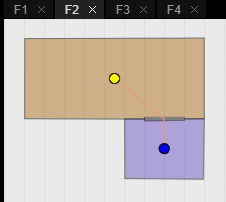 F1 × F2 × F3 × F4 ×